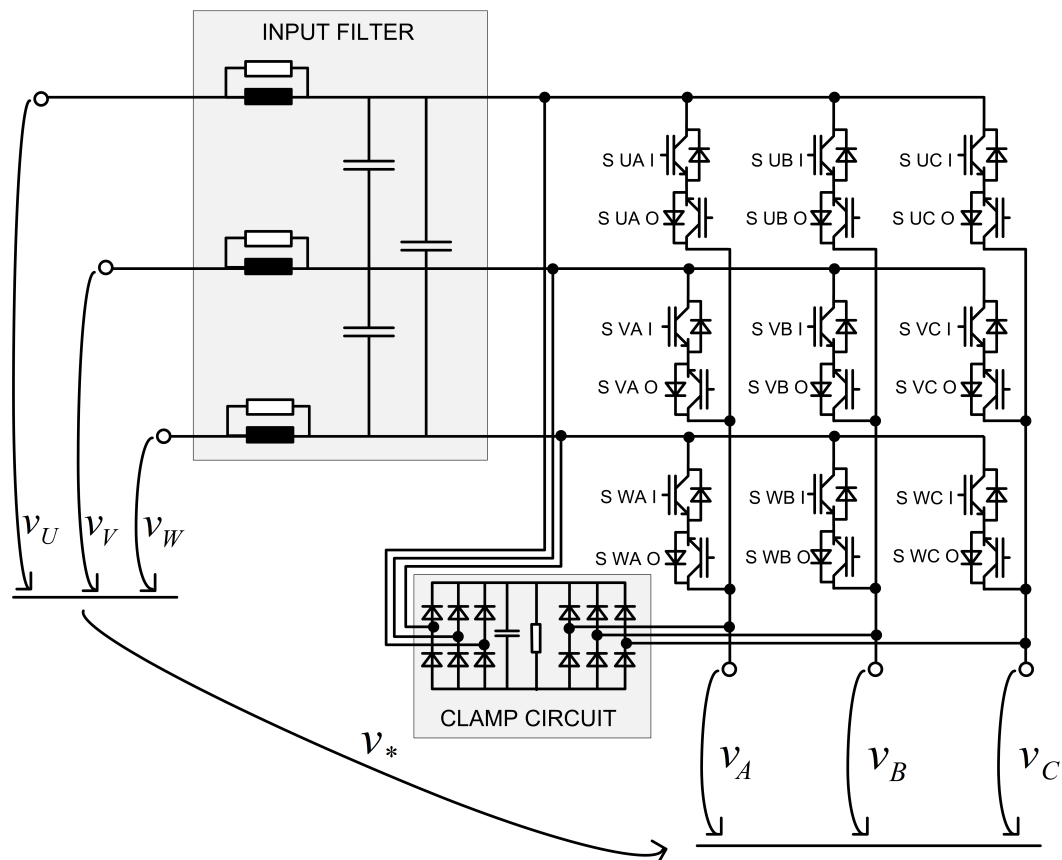 INPUT FILTER
S UA I S UB I S UC I
S UA O S UB O S UC O
S VA I S VB I S VC I
S VA O S VB O S VC O
S WA I S WB I S WC I
S WA O S WB O S WC O
v_U v_V v_W
CLAMP CIRCUIT
v_*
v_A v_B v_C